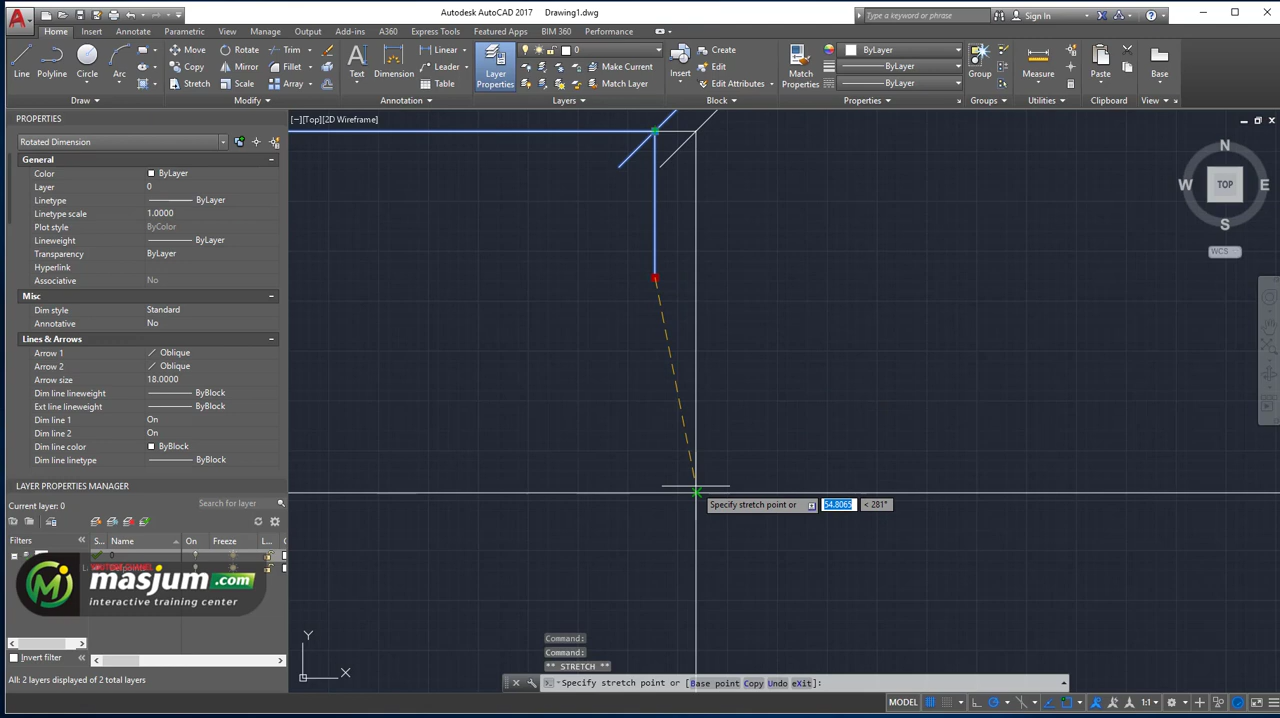 Autodesk AutoCAD 2017 Drawing1.dwg
Type a keyword or phrase
Sign In
Home Insert Annotate Parametric View Manage Output Add-ins A360 Express Tools Featured Apps BIM 360 Performance
Line Polyline Circle Arc
Move Rotate Trim
Copy Mirror Fillet
Stretch Scale Array
Text Dimension
Linear
Leader
Table
Layer Properties
0
Make Current
Match Layer
Insert
Create
Edit
Edit Attributes
Match Properties
ByLayer
ByLayer
ByLayer
Group
Measure
Paste
Base
Draw Modify Annotation Layers Block Properties Groups Utilities Clipboard View
PROPERTIES
Rotated Dimension
General
Color ByLayer
Layer 0
Linetype ByLayer
Linetype scale 1.0000
Plot style ByColor
Lineweight ByLayer
Transparency ByLayer
Hyperlink
Associative No
Misc
Dim style Standard
Annotative No
Lines & Arrows
Arrow 1 Oblique
Arrow 2 Oblique
Arrow size 18.0000
Dim line lineweight ByBlock
Ext line lineweight ByBlock
Dim line 1 On
Dim line 2 On
Dim line color ByBlock
Dim line linetype ByBlock
LAYER PROPERTIES MANAGER
Current layer: 0
Search for layer
Filters S... Name On Freeze L...
0
Defpoints
masjum.com
interactive training center
Invert filter
All: 2 layers displayed of 2 total layers
[−][Top][2D Wireframe]
N
W TOP E
S
WCS
Specify stretch point or 54.8065 < 281°
Y
X
Command:
Command:
** STRETCH **
Specify stretch point or [Base point Copy Undo eXit]:
MODEL 1:1